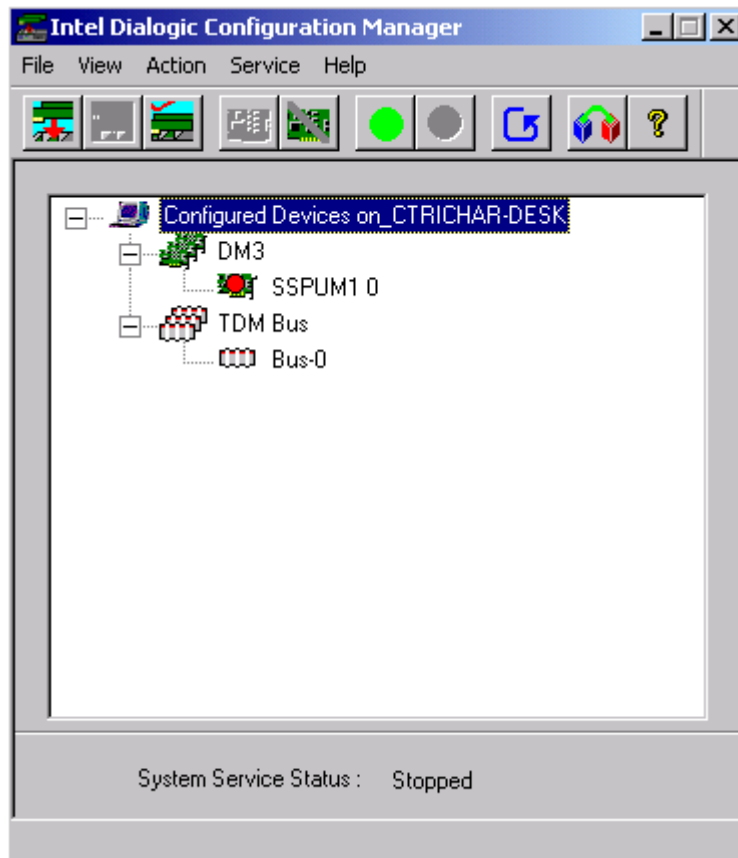 Intel Dialogic Configuration Manager
File View Action Service Help
?
Configured Devices on_CTRICHAR-DESK
DM3
SSPUM1 0
TDM Bus
Bus-0
System Service Status : Stopped